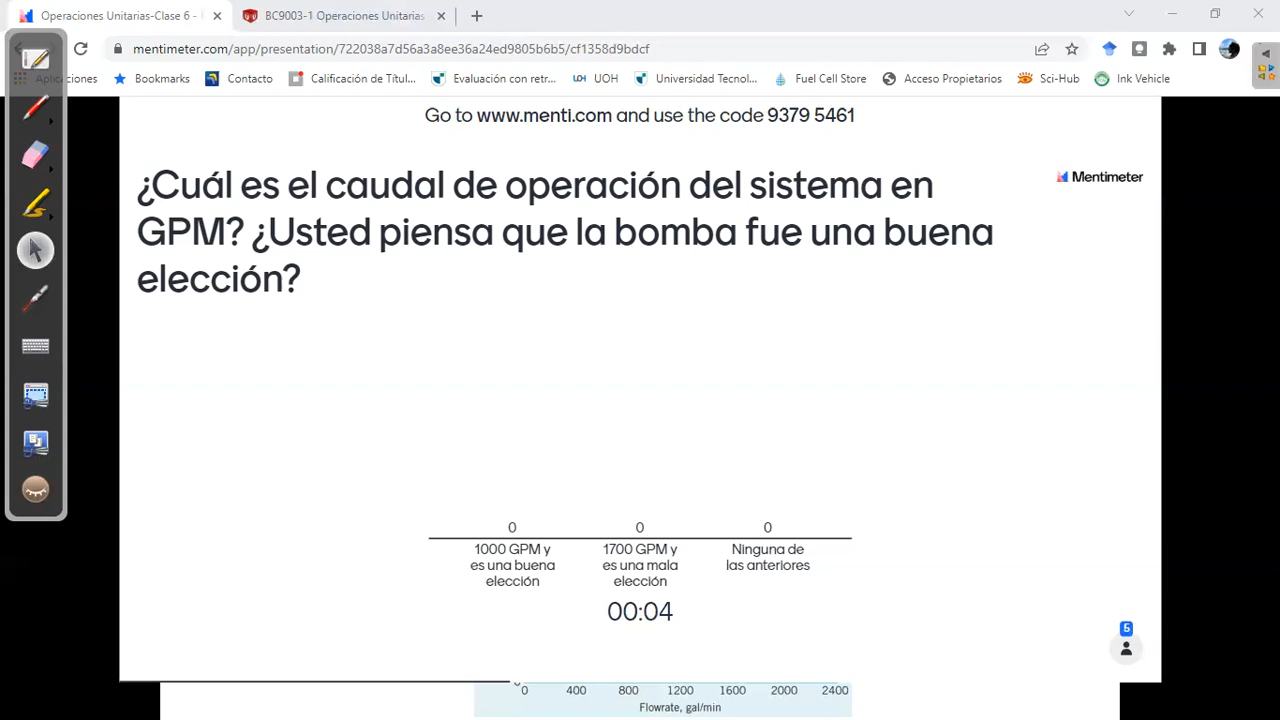 Operaciones Unitarias-Clase 6 -
BC9003-1 Operaciones Unitarias
mentimeter.com/app/presentation/722038a7d56a3a8ee36a24ed9805b6b5/cf1358d9bdcf
Aplicaciones
Bookmarks
Contacto
Calificación de Títul...
Evaluación con retr...
UOH
UOH
Universidad Tecnol...
Fuel Cell Store
Acceso Propietarios
Sci-Hub
Ink Vehicle
Go to www.menti.com and use the code 9379 5461
Mentimeter
¿Cuál es el caudal de operación del sistema en
GPM? ¿Usted piensa que la bomba fue una buena
elección?
0 0 0
1000 GPM y
es una buena
elección
1700 GPM y
es una mala
elección
Ninguna de
las anteriores
00:04
5
0 400 800 1200 1600 2000 2400
Flowrate, gal/min